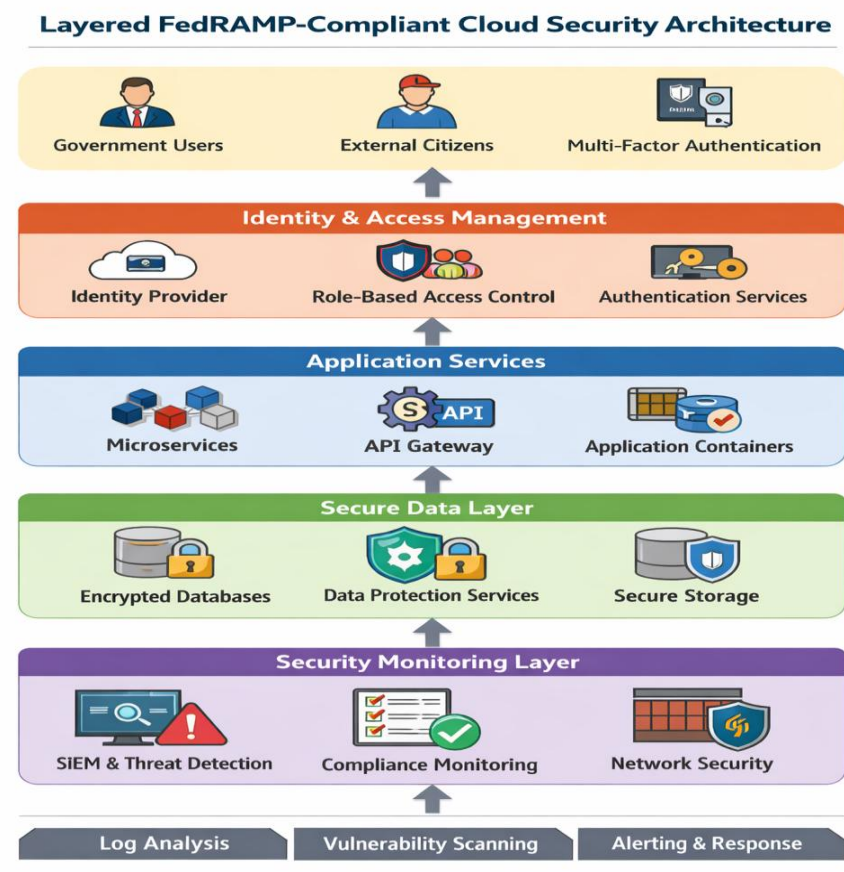 Layered FedRAMP-Compliant Cloud Security Architecture
Government Users
External Citizens
Multi-Factor Authentication
Identity & Access Management
Identity Provider
Role-Based Access Control
Authentication Services
Application Services
Microservices
S API
API Gateway
Application Containers
Secure Data Layer
Encrypted Databases
Data Protection Services
Secure Storage
Security Monitoring Layer
SiEM & Threat Detection
Compliance Monitoring
Network Security
Log Analysis
Vulnerability Scanning
Alerting & Response